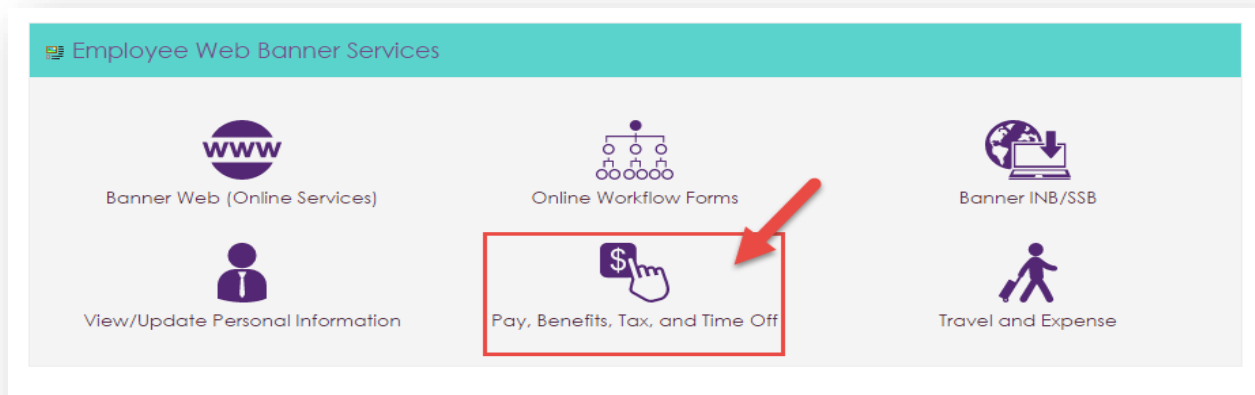 Employee Web Banner Services
www
Banner Web (Online Services)
Online Workflow Forms
Banner INB/SSB
$
View/Update Personal Information
Pay, Benefits, Tax, and Time Off
Travel and Expense